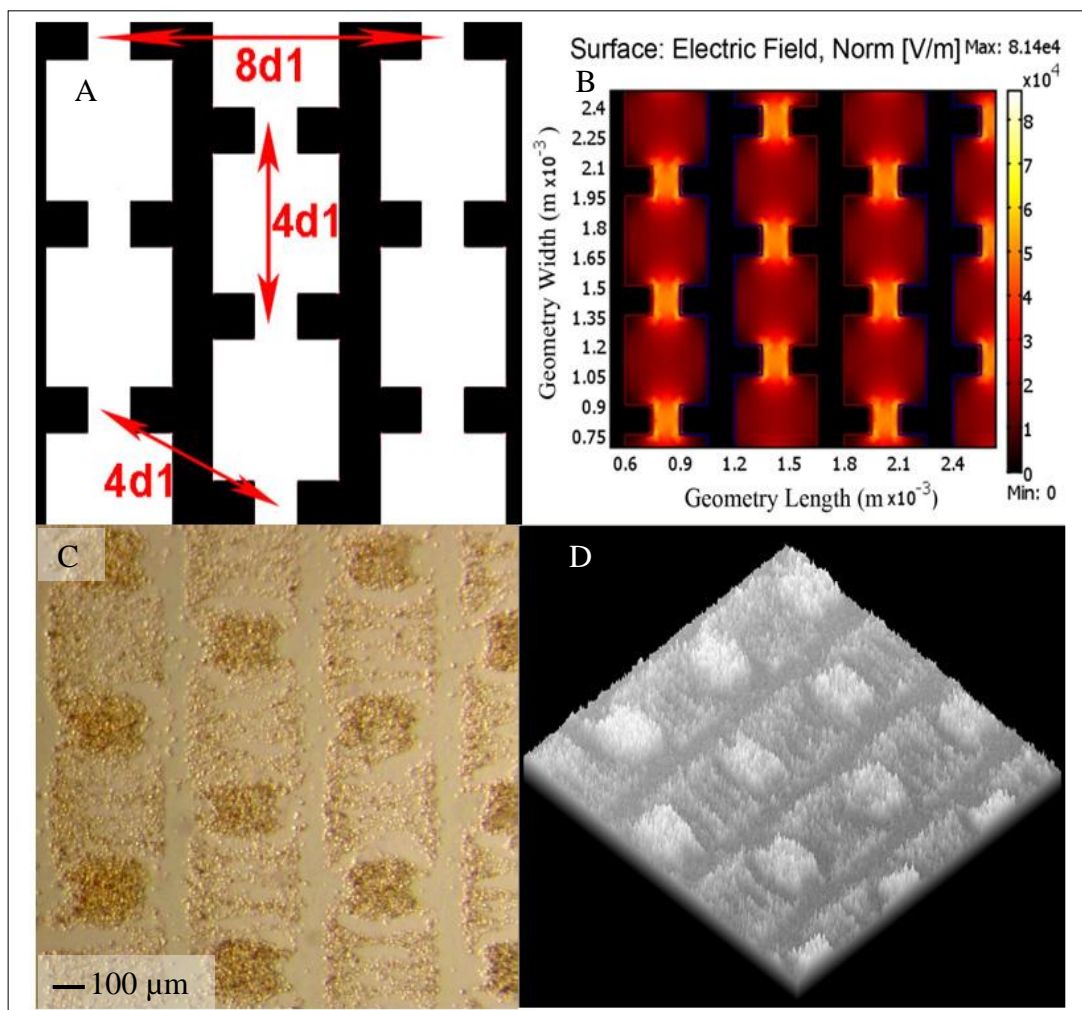 A
8d1
4d1
4d1
Surface: Electric Field, Norm [V/m] Max: 8.14e4
B
x10⁴
2.4
2.25
2.1
1.95
1.8
1.65
1.5
1.35
1.2
1.05
0.9
0.75
Geometry Width (m x10⁻³)
0.6 0.9 1.2 1.5 1.8 2.1 2.4
Geometry Length (m x10⁻³)
8
7
6
5
4
3
2
1
0
Min: 0
C
100 µm
D